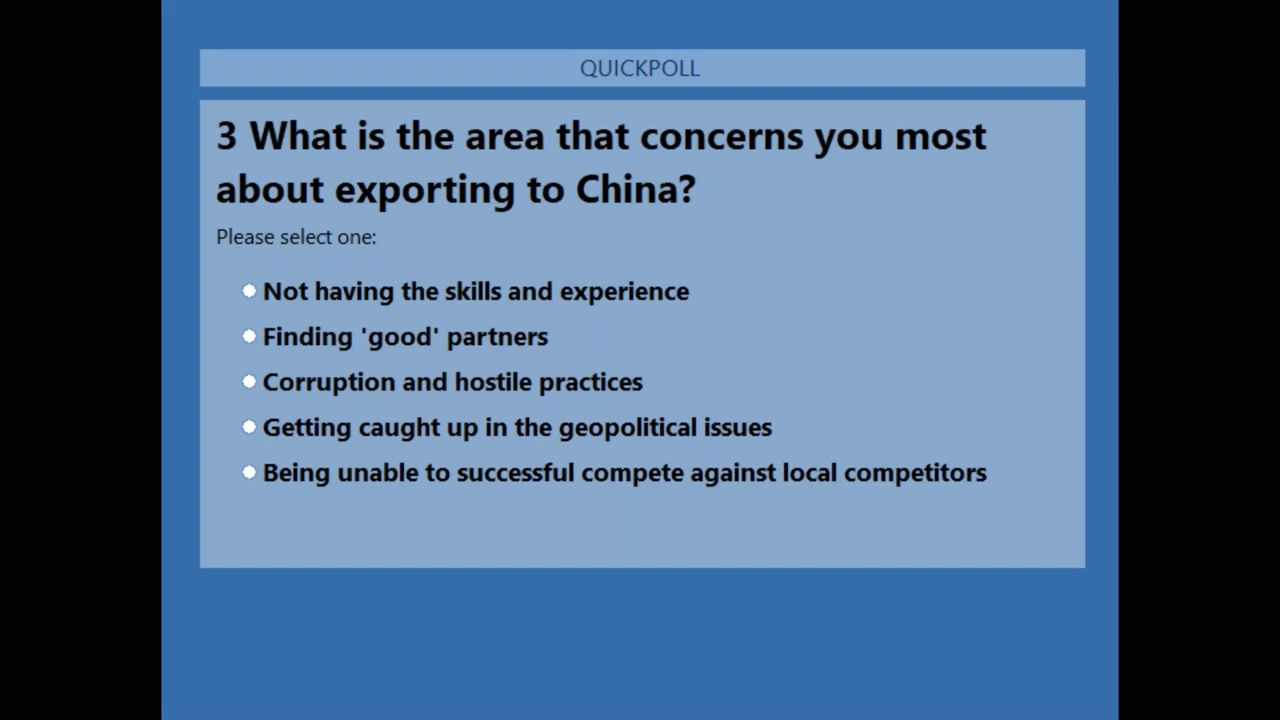 QUICKPOLL
3 What is the area that concerns you most
about exporting to China?
Please select one:
Not having the skills and experience
Finding 'good' partners
Corruption and hostile practices
Getting caught up in the geopolitical issues
Being unable to successful compete against local competitors